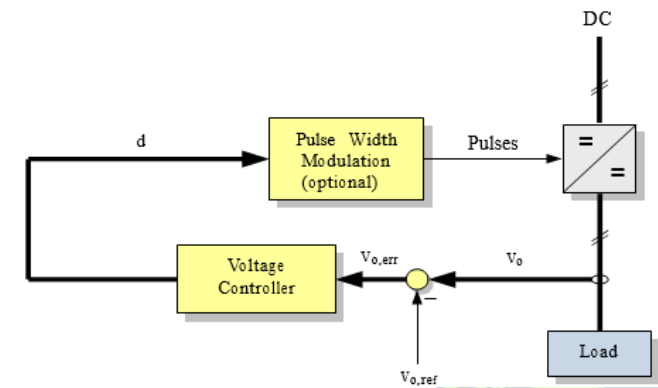 DC
d
Pulse Width
Modulation
(optional)
Pulses
=
=
Voltage
Controller
Vo,err
Vo
−
Vo,ref
Load